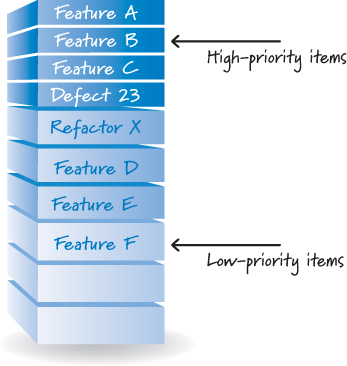 Feature A
Feature B
High-priority items
Feature C
Defect 23
Refactor X
Feature D
Feature E
Feature F
Low-priority items